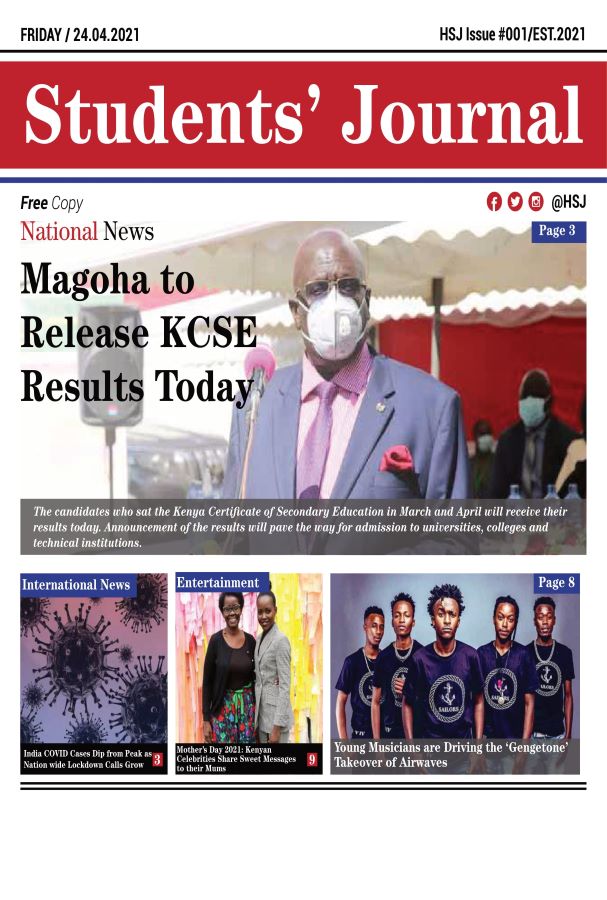 FRIDAY / 24.04.2021
HSJ Issue #001/EST.2021
Students’ Journal
Free Copy
@HSJ
National News
Page 3
Magoha to
Release KCSE
Results Today
The candidates who sat the Kenya Certificate of Secondary Education in March and April will receive their
results today. Announcement of the results will pave the way for admission to universities, colleges and
technical institutions.
International News
India COVID Cases Dip from Peak as
Nation wide Lockdown Calls Grow
3
Entertainment
Mother's Day 2021: Kenyan
Celebrities Share Sweet Messages
to their Mums
9
Page 8
SAILORS
SAILORS
SAILORS
Young Musicians are Driving the ‘Gengetone’
Takeover of Airwaves